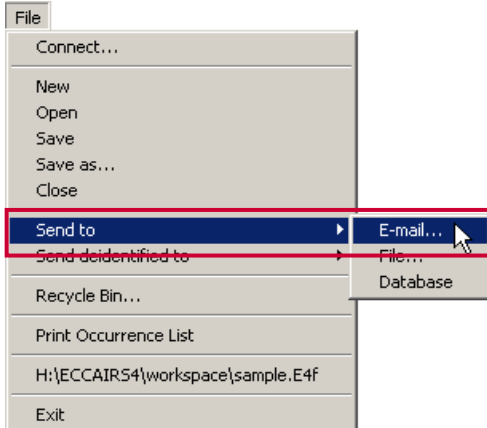 File
Connect...
New
Open
Save
Save as...
Close
Send to
E-mail...
Send deidentified to
File...
Database
Recycle Bin...
Print Occurrence List
H:\ECCAIRS4\workspace\sample.E4f
Exit